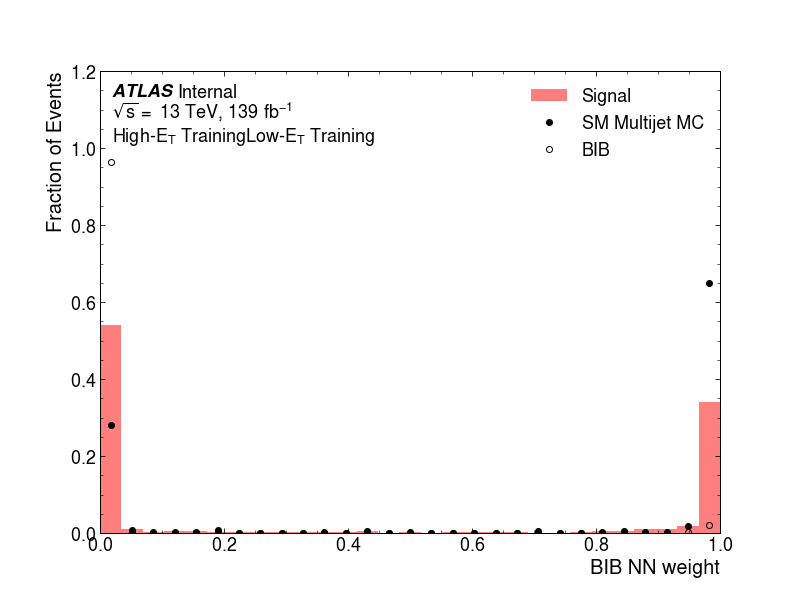 ATLAS Internal
√s = 13 TeV, 139 fb⁻¹
High-E_T TrainingLow-E_T Training
Signal
SM Multijet MC
BIB
Fraction of Events
1.2
1.0
0.8
0.6
0.4
0.2
0.0
0.0 0.2 0.4 0.6 0.8 1.0
BIB NN weight